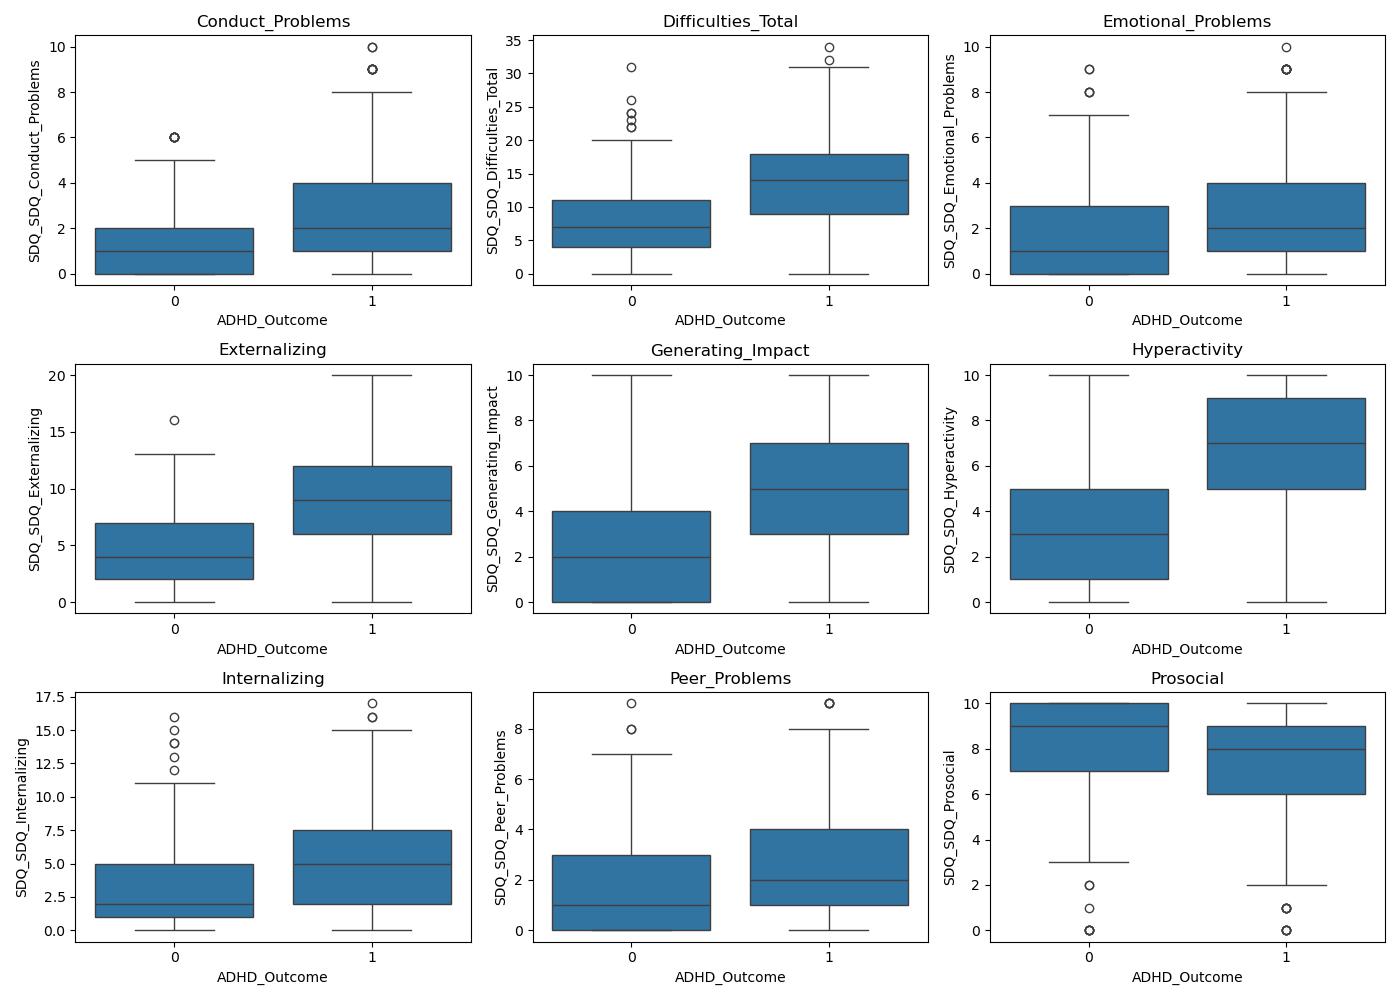 Conduct_Problems
SDQ_SDQ_Conduct_Problems
10
8
6
4
2
0
0 1
ADHD_Outcome
Difficulties_Total
SDQ_SDQ_Difficulties_Total
35
30
25
20
15
10
5
0
0 1
ADHD_Outcome
Emotional_Problems
SDQ_SDQ_Emotional_Problems
10
8
6
4
2
0
0 1
ADHD_Outcome
Externalizing
SDQ_SDQ_Externalizing
20
15
10
5
0
0 1
ADHD_Outcome
Generating_Impact
SDQ_SDQ_Generating_Impact
10
8
6
4
2
0
0 1
ADHD_Outcome
Hyperactivity
SDQ_SDQ_Hyperactivity
10
8
6
4
2
0
0 1
ADHD_Outcome
Internalizing
SDQ_SDQ_Internalizing
17.5
15.0
12.5
10.0
7.5
5.0
2.5
0.0
0 1
ADHD_Outcome
Peer_Problems
SDQ_SDQ_Peer_Problems
8
6
4
2
0
0 1
ADHD_Outcome
Prosocial
SDQ_SDQ_Prosocial
10
8
6
4
2
0
0 1
ADHD_Outcome